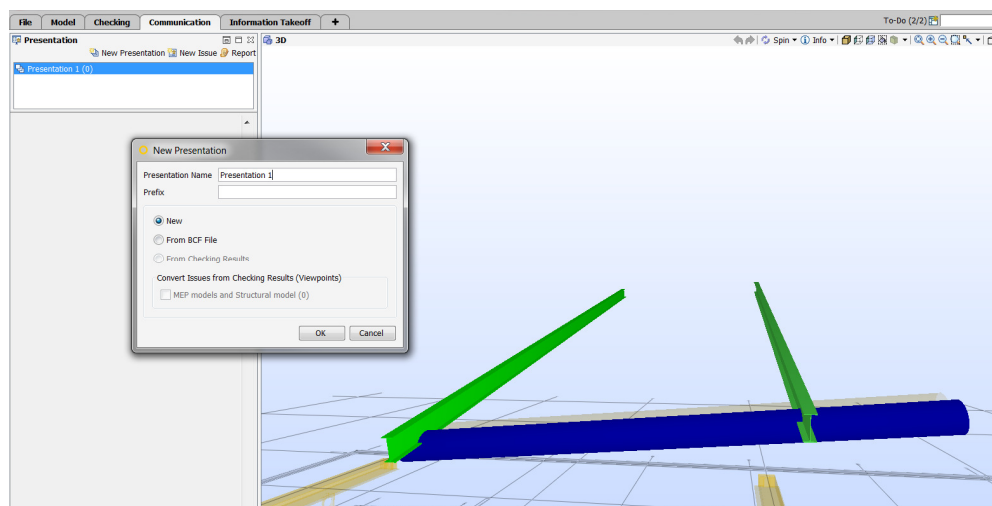 File Model Checking Communication Information Takeoff + To-Do (2/2)
Presentation 3D Spin Info
New Presentation New Issue Report
Presentation 1 (0)
New Presentation
Presentation Name Presentation 1
Prefix
New
From BCF File
From Checking Results
Convert Issues from Checking Results (Viewpoints)
MEP models and Structural model (0)
OK Cancel